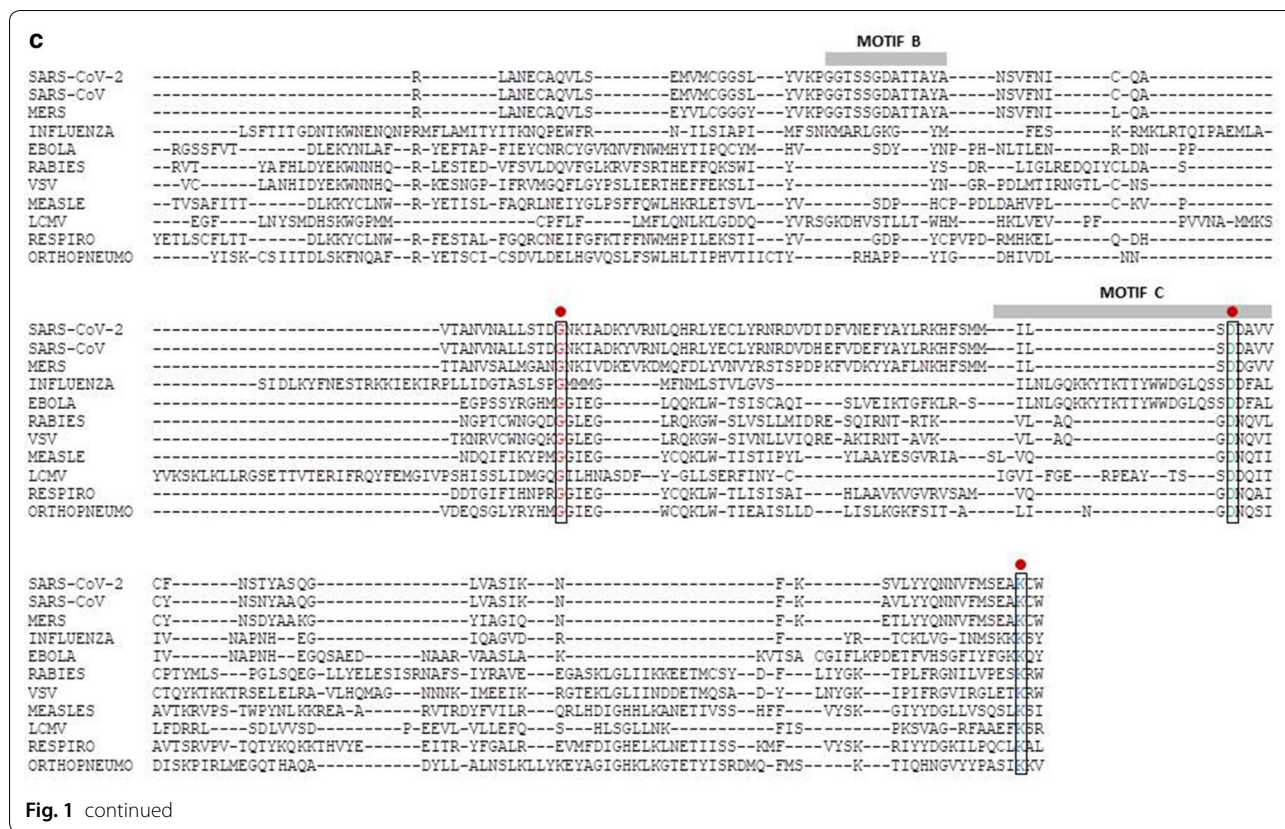 c
MOTIF B
SARS-CoV-2 ------------------------------R---------LANECAQVLS---------EMVMCGGSL---YVKPGGTSSGDATTAYA------NSVFNI-------C-QA--------------
SARS-CoV ------------------------------R---------LANECAQVLS---------EMVMCGGSL---YVKPGGTSSGDATTAYA------NSVFNI-------C-QA--------------
MERS ------------------------------R---------LANECAQVLS---------EYVLCGGGY---YVKPGGTSSGDATTAYA------NSVFNI-------L-QA--------------
INFLUENZA ----------LSFTITGDNTKWNENQNPRMFLAMITYITKNQPEWFR---------N-ILSIAPI---MFSNKMARLGKG---YM---------FES-------K-RMKLRTQIPAEMLA-
EBOLA --RGSSFVT--------DLEKYNLAF--R-YEFTAP-FIEYCNRCYGVKNVFNWMHYTIPQCYM---HV------SDY---YNP-PH-NLTLEN-----R-DN---PP---------
RABIES --RVT-----YAFHLDYEKWNNHQ--R-LESTED-VFSVLDQVFGLKRVFSRTHEFFQKSWI----Y---------------YS--DR---LIGLREDQIYCLDA----S---------
VSV ---VC------LANHIDYEKWNNHQ--R-KESNGP-IFRVMGQFLGYPSLIERTHEFFEKSLI----Y---------------YN--GR-PDLMTIRNGTL-C-NS-------------
MEASLE --TVSAFITT-------DLKKYCLNW--R-YETISL-FAQRLNEIYGLPSFFQWLHKRLETSVL---YV------SDP---HCP-PDLDAHVPL-----C-KV---P---------
LCMV ----EGF---LNYSMDHSKWGPMM-------------CPFLF------LMFLQNLKLGDDQ---YVRSGKDHVSTLLT-WHM----HKLVEV---PF---------PVVNA-MMKS
RESPIRO YETLSCFLTT-------DLKKYCLNW--R-FESTAL-FGQRCNEIFGFKTFFNWMHPILEKSTI---YV------GDP---YCPVPD-RMHKEL------Q-DH-------------
ORTHOPNEUMO ------YISK-CSIITDLSKFNQAF--R-YETSCI-CSDVLDELHGVQSLFSWLHLTIPHVTIICTY-------RHAPP---YIG----DHIVDL------NN---------------
MOTIF C
SARS-CoV-2 ---------------------------------VTANVNALLSTDGNKIADKYVRNLQHRLYECLYRNRDVDTDFVNEFYAYLRKHFSMM---IL---------------------SDDAVV
SARS-CoV ---------------------------------VTANVNALLSTDGNKIADKYVRNLQHRLYECLYRNRDVDHEFVDEFYAYLRKHFSMM---IL---------------------SDDAVV
MERS ---------------------------------TTANVSALMGANGNKIVDKEVKDMQFDLYVNVYRSTSPDPKFVDKYYAFLNKHFSMM---IL---------------------SDDGVV
INFLUENZA ------------SIDLKYFNESTRKKIEKIRPLLIDGTASLSPGMMMG------MFNMLSTVLGVS----------------------------ILNLGQKKYTKTTYWWDGLQSSDDFAL
EBOLA -----------------------------------EGPSSYRGHMGGIEG------LQQKLW-TSISCAQI-----SLVEIKTGFKLR-S----ILNLGQKKYTKTTYWWDGLQSSDDFAL
RABIES -----------------------------------NGPTCWNGQDGGLEG------LRQKGW-SLVSLLMIDRE-SQIRNT-RTK---------VL---AQ---------------GDNQVL
VSV ----------------------------------TKNRVCWNGQKGGLEG------LRQKGW-SIVNLLVIQRE-AKIRNT-AVK---------VL---AQ---------------GDNQVI
MEASLE -----------------------------------NDQIFIKYPMGGIEG------YCQKLW-TISTIPYL-----YLAAYESGVRIA---SL-VQ--------------------GDNQTI
LCMV YVKSKLKLLRGSETTVTERIFRQYFEMGIVPSHISSLIDMGQGTLHNASDF---Y-GLLSERFINY-C---------------------IGVTI-FGE---RPEAY-TS---SDDQIT
RESPIRO -----------------------------------DDTGIFIHNPRGGIEG------YCQKLW-TLISISAI-----HLAAVKVGVRVSAM---VQ--------------------GDNQAI
ORTHOPNEUMO ---------------------------------VDEQSGLYRYHMGGIEG------WCQKLW-TIEAISLLD----LISLKGKFSIT-A-----LI-----N-------------GDNQSI
SARS-CoV-2 CF-------NSTYASQG-----------------LVASIK---N------------------------F-K---------SVLYYQNNVFMSEAKCW
SARS-CoV CY-------NSNYAAQG-----------------LVASIK---N------------------------F-K---------AVLYYQNNVFMSEAKCW
MERS CY-------NSDYAAKG-----------------YIAGIQ---N------------------------F-K---------ETLYYQNNVFMSEAKCW
INFLUENZA IV------NAPNH--EG-----------------IQAGVD---R------------------------F------YR--TCKLVG-INMSKKKSY
EBOLA IV------NAPNH--EGQSAED------NAAR-VAASLA---K---------------------KVTSA CGIFLKPDETFVHSGFIYFGKKQY
RABIES CPTYMLS---PGLSQEG-LLYELESISRNAFS-IYRAVE---EGASKLGLIIKKEETMCSY--D-F---LIYGK---TPLFRGNILVPESKRW
VSV CTQYKTKKTRSELELRA-VLHQMAG---NNNK-IMEEIK---RGTEKLGLIINDDETMQSA--D-Y---LNYGK---IPIFRGVIRGLETKRW
MEASLES AVTKRVPS-TWPYNLKKREA-A------RVTRDYFVILR---QRLHDIGHHLKANETIVSS--HFF---VYSK----GIYYDGLLVSQSLKSI
LCMV LFDRRL----SDLVVSD---------P-EEVL-VLLEFQ---S--HLSGLLNK------------FIS---------PKSVAG-RFAAEFKSR
RESPIRO AVTSRVPV-TQTYKQKKTHVYE------EITR-YFGALR---EVMFDIGHELKLNETIISS--KMF---VYSK----RIYYDGKILPQCLKAL
ORTHOPNEUMO DISKPIRLMEGQTHAQA-----------DYLL-ALNSLKLLYKEYAGIGHKLKGTETYISRDMQ-FMS-----K---TIQHNGVYYPASIKKV
Fig. 1 continued